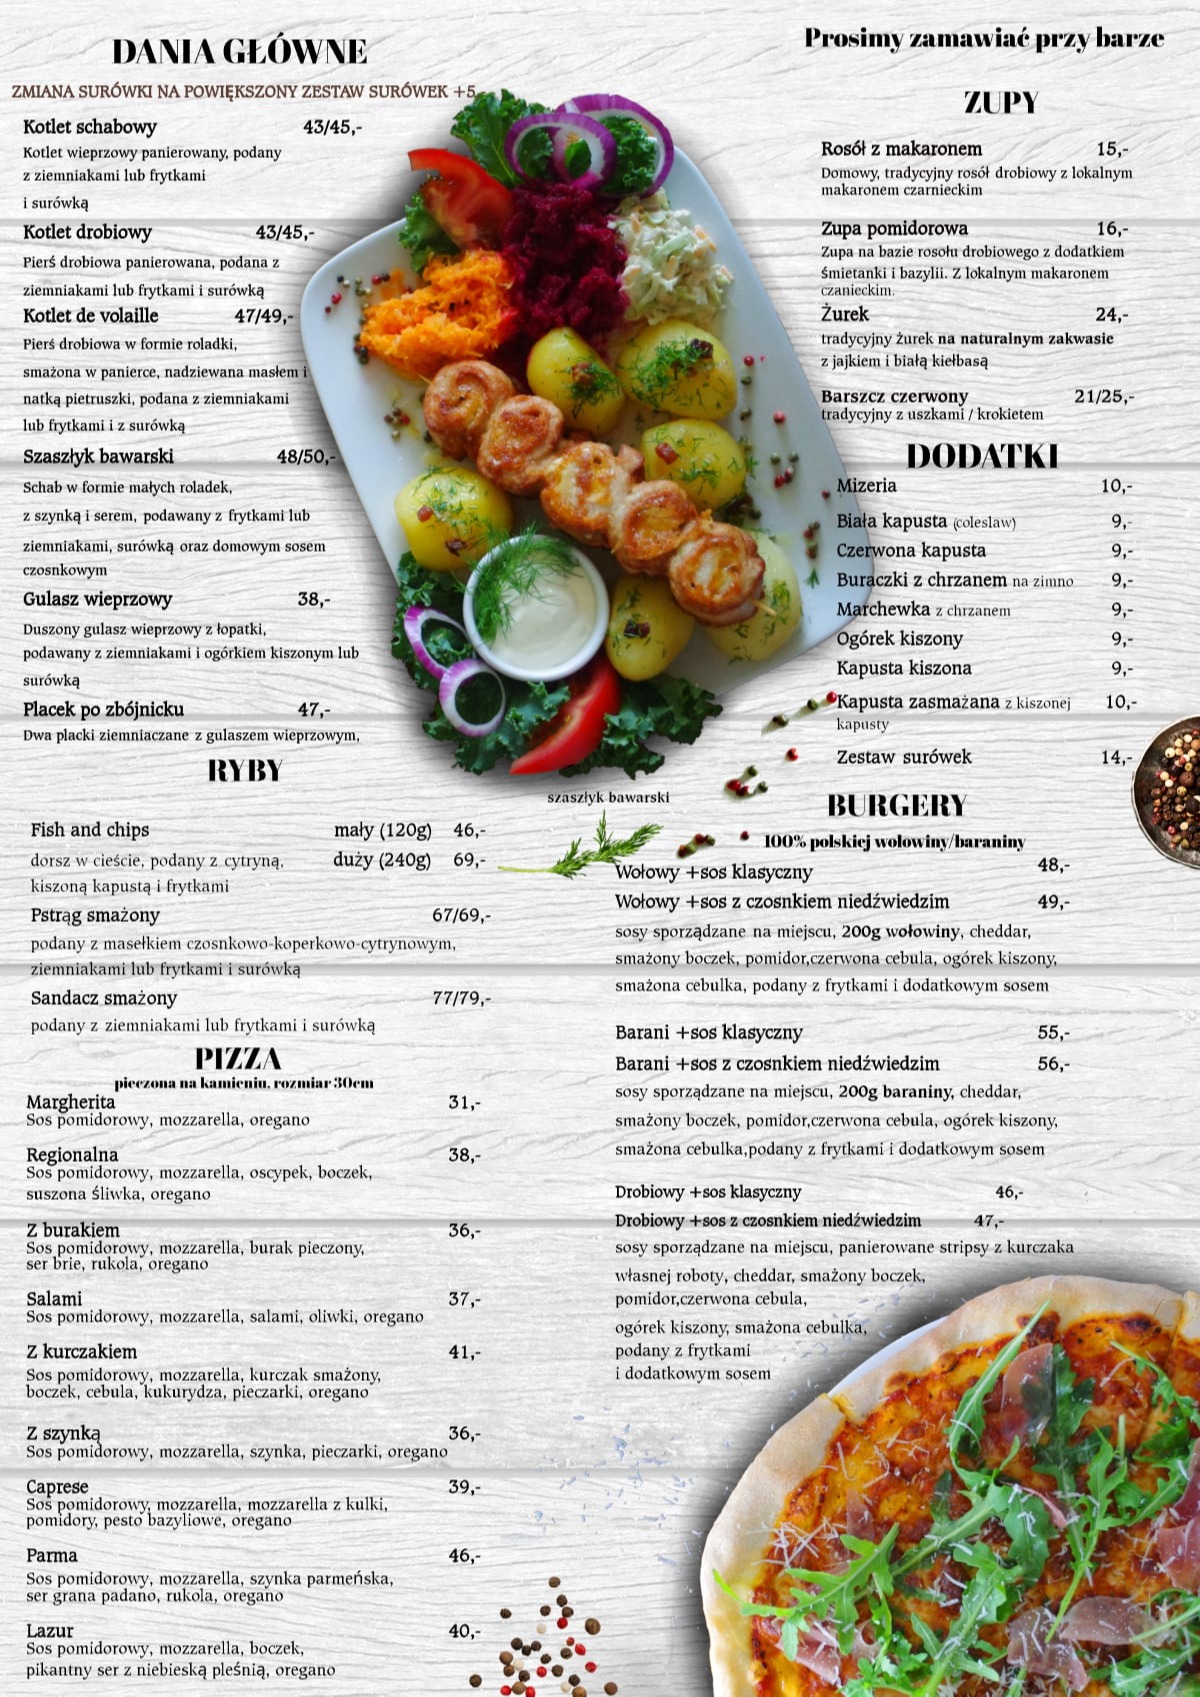 DANIA GŁÓWNE
ZMIANA SURÓWKI NA POWIĘKSZONY ZESTAW SURÓWEK +5
Kotlet schabowy 43/45,-
Kotlet wieprzowy panierowany, podany
z ziemniakami lub frytkami
i surówką
Kotlet drobiowy 43/45,-
Pierś drobiowa panierowana, podana z
ziemniakami lub frytkami i surówką
Kotlet de volaille 47/49,-
Pierś drobiowa w formie roladki,
smażona w panierce, nadziewana masłem i
natką pietruszki, podana z ziemniakami
lub frytkami i z surówką
Szaszłyk bawarski 48/50,-
Schab w formie małych roladek,
z szynką i serem, podawany z frytkami lub
ziemniakami, surówką oraz domowym sosem
czosnkowym
Gulasz wieprzowy 38,-
Duszony gulasz wieprzowy z łopatki,
podawany z ziemniakami i ogórkiem kiszonym lub
surówką
Placek po zbójnicku 47,-
Dwa placki ziemniaczane z gulaszem wieprzowym,
RYBY
Fish and chips mały (120g) 46,-
dorsz w cieście, podany z cytryną, duży (240g) 69,-
kiszoną kapustą i frytkami
Pstrąg smażony 67/69,-
podany z masełkiem czosnkowo-koperkowo-cytrynowym,
ziemniakami lub frytkami i surówką
Sandacz smażony 77/79,-
podany z ziemniakami lub frytkami i surówką
PIZZA
pieczona na kamieniu, rozmiar 30cm
Margherita 31,-
Sos pomidorowy, mozzarella, oregano
Regionalna 38,-
Sos pomidorowy, mozzarella, oscypek, boczek,
suszona śliwka, oregano
Z burakiem 36,-
Sos pomidorowy, mozzarella, burak pieczony,
ser brie, rukola, oregano
Salami 37,-
Sos pomidorowy, mozzarella, salami, oliwki, oregano
Z kurczakiem 41,-
Sos pomidorowy, mozzarella, kurczak smażony,
boczek, cebula, kukurydza, pieczarki, oregano
Z szynką 36,-
Sos pomidorowy, mozzarella, szynka, pieczarki, oregano
Caprese 39,-
Sos pomidorowy, mozzarella, mozzarella z kulki,
pomidory, pesto bazyliowe, oregano
Parma 46,-
Sos pomidorowy, mozzarella, szynka parmeńska,
ser grana padano, rukola, oregano
Lazur 40,-
Sos pomidorowy, mozzarella, boczek,
pikantny ser z niebieską pleśnią, oregano
szaszłyk bawarski
Prosimy zamawiać przy barze
ZUPY
Rosół z makaronem 15,-
Domowy, tradycyjny rosół drobiowy z lokalnym
makaronem czarnieckim
Zupa pomidorowa 16,-
Zupa na bazie rosołu drobiowego z dodatkiem
śmietanki i bazylii. Z lokalnym makaronem
czanieckim.
Żurek 24,-
tradycyjny żurek na naturalnym zakwasie
z jajkiem i białą kiełbasą
Barszcz czerwony 21/25,-
tradycyjny z uszkami / krokietem
DODATKI
Mizeria 10,-
Biała kapusta (coleslaw) 9,-
Czerwona kapusta 9,-
Buraczki z chrzanem na zimno 9,-
Marchewka z chrzanem 9,-
Ogórek kiszony 9,-
Kapusta kiszona 9,-
Kapusta zasmażana z kiszonej 10,-
kapusty
Zestaw surówek 14,-
BURGERY
100% polskiej wołowiny/baraniny
Wołowy +sos klasyczny 48,-
Wołowy +sos z czosnkiem niedźwiedzim 49,-
sosy sporządzane na miejscu, 200g wołowiny, cheddar,
smażony boczek, pomidor,czerwona cebula, ogórek kiszony,
smażona cebulka, podany z frytkami i dodatkowym sosem
Barani +sos klasyczny 55,-
Barani +sos z czosnkiem niedźwiedzim 56,-
sosy sporządzane na miejscu, 200g baraniny, cheddar,
smażony boczek, pomidor,czerwona cebula, ogórek kiszony,
smażona cebulka,podany z frytkami i dodatkowym sosem
Drobiowy +sos klasyczny 46,-
Drobiowy +sos z czosnkiem niedźwiedzim 47,-
sosy sporządzane na miejscu, panierowane stripsy z kurczaka
własnej roboty, cheddar, smażony boczek,
pomidor,czerwona cebula,
ogórek kiszony, smażona cebulka,
podany z frytkami
i dodatkowym sosem